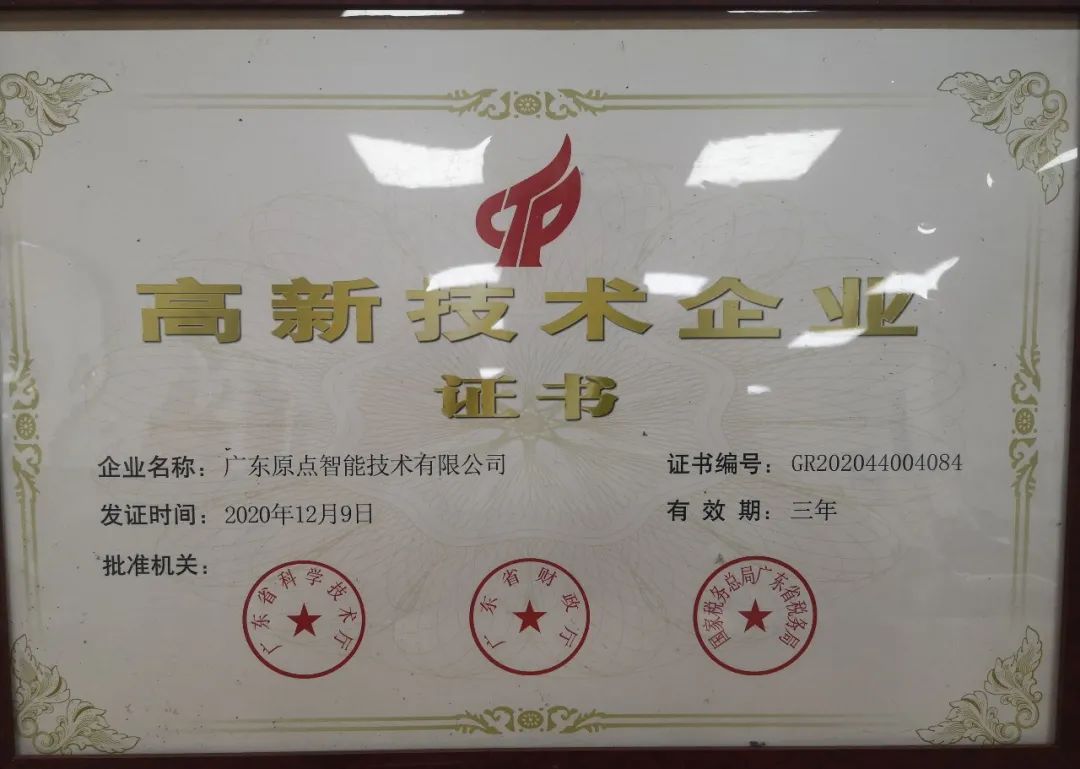 CTP
高新技术企业
证书
企业名称：广东原点智能技术有限公司
证书编号：GR202044004084
发证时间：2020年12月9日
有效期：三年
批准机关：
广东省科学技术厅
广东省财政厅
国家税务总局广东省税务局